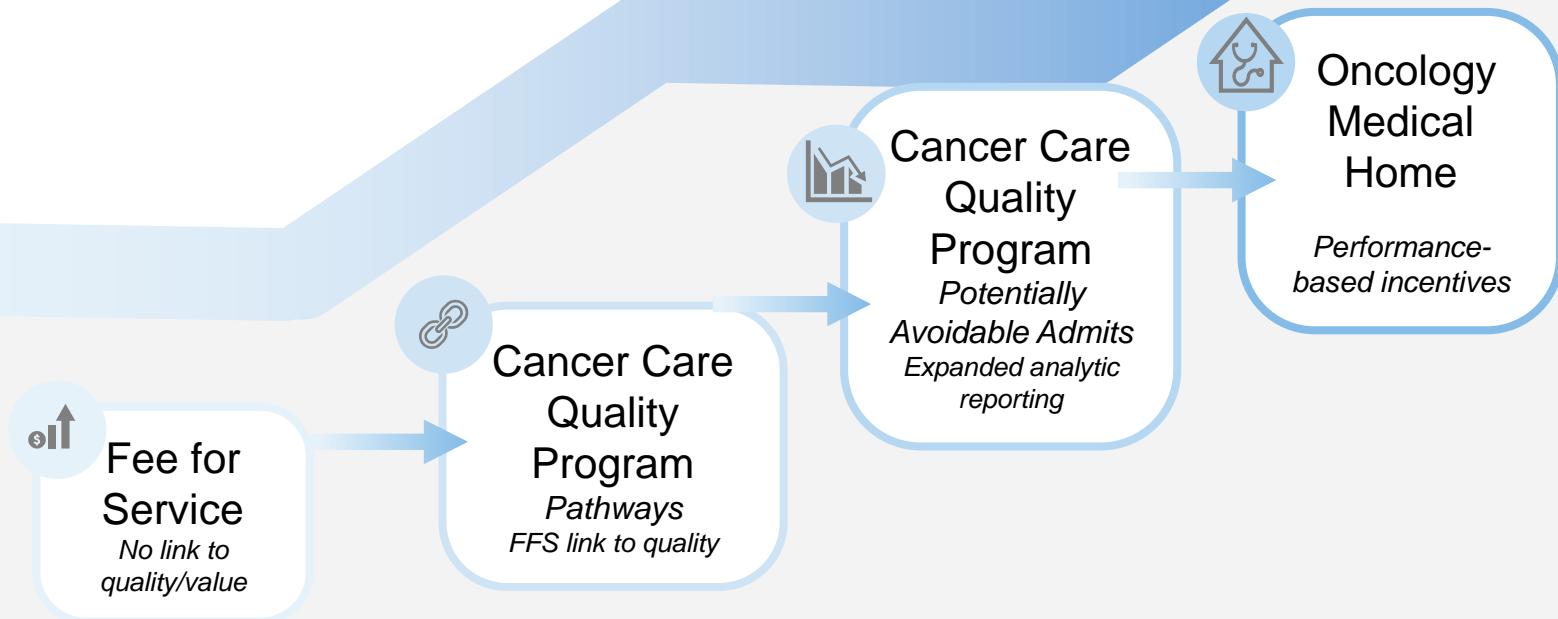 Fee for
Service
No link to
quality/value
Cancer Care
Quality
Program
Pathways
FFS link to quality
Cancer Care
Quality
Program
Potentially
Avoidable Admits
Expanded analytic
reporting
Oncology
Medical
Home
Performance-
based incentives
$